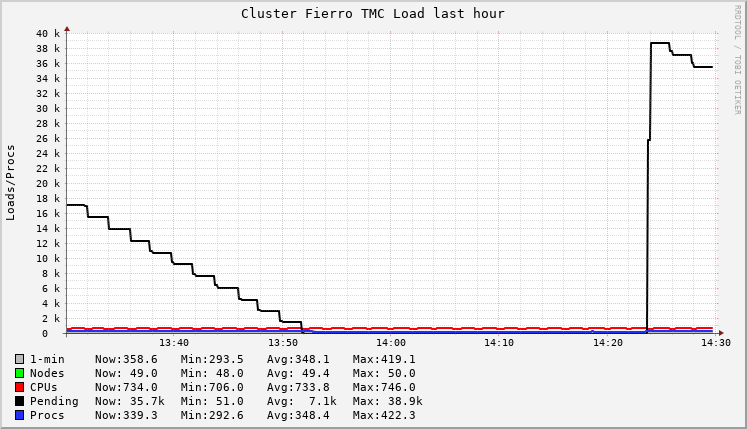 Cluster Fierro TMC Load last hour
RRDTOOL / TOBI OETIKER
Loads/Procs
40 k
38 k
36 k
34 k
32 k
30 k
28 k
26 k
24 k
22 k
20 k
18 k
16 k
14 k
12 k
10 k
8 k
6 k
4 k
2 k
0
13:40 13:50 14:00 14:10 14:20 14:30
1-min Now:358.6 Min:293.5 Avg:348.1 Max:419.1
Nodes Now: 49.0 Min: 48.0 Avg: 49.4 Max: 50.0
CPUs Now:734.0 Min:706.0 Avg:733.8 Max:746.0
Pending Now: 35.7k Min: 51.0 Avg: 7.1k Max: 38.9k
Procs Now:339.3 Min:292.6 Avg:348.4 Max:422.3